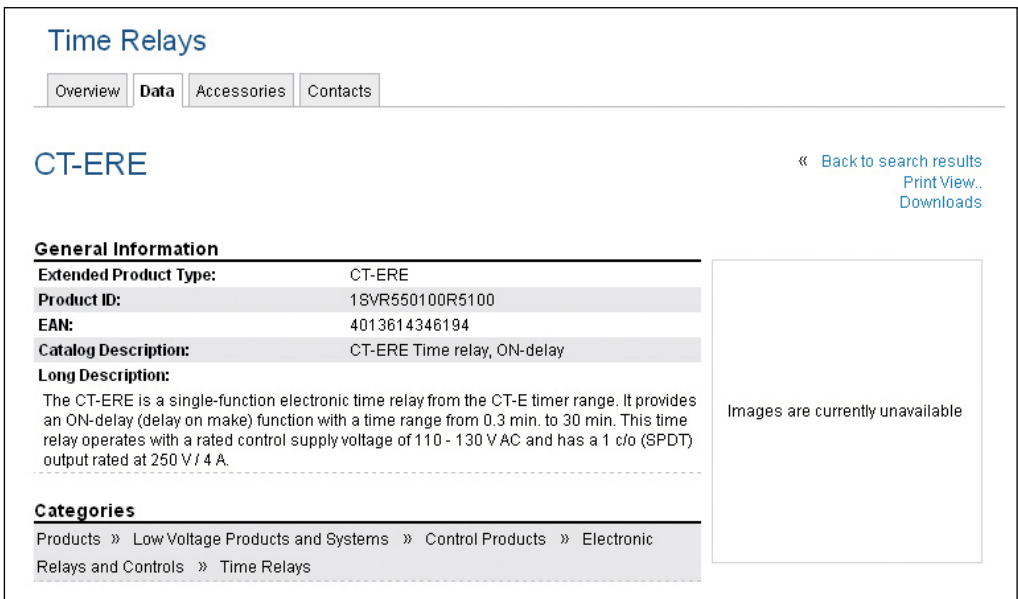 Time Relays
Overview Data Accessories Contacts
CT-ERE
« Back to search results
Print View..
Downloads
General Information
Extended Product Type: CT-ERE
Product ID: 1SVR550100R5100
EAN: 4013614346194
Catalog Description: CT-ERE Time relay, ON-delay
Long Description:
The CT-ERE is a single-function electronic time relay from the CT-E timer range. It provides
an ON-delay (delay on make) function with a time range from 0.3 min. to 30 min. This time
relay operates with a rated control supply voltage of 110 - 130 V AC and has a 1 c/o (SPDT)
output rated at 250 V / 4 A.
Images are currently unavailable
Categories
Products » Low Voltage Products and Systems » Control Products » Electronic
Relays and Controls » Time Relays